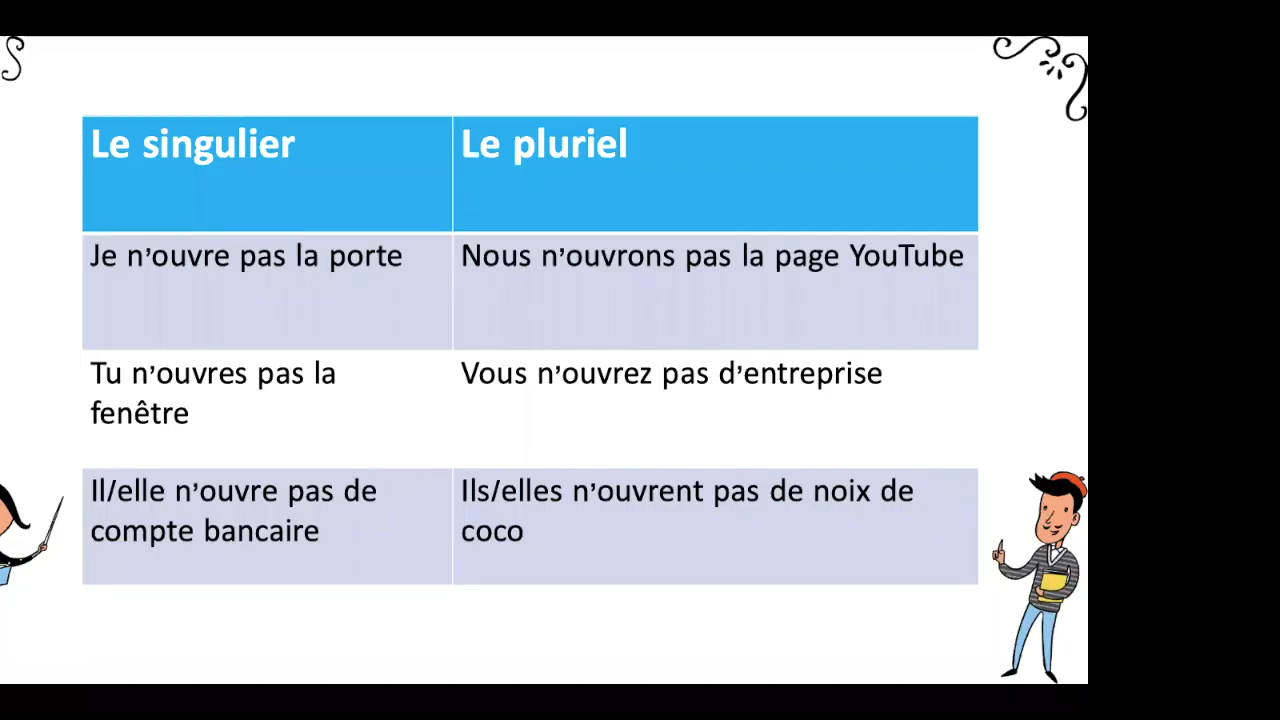 Le singulier
Le pluriel
Je n’ouvre pas la porte
Nous n’ouvrons pas la page YouTube
Tu n’ouvres pas la
fenêtre
Vous n’ouvrez pas d’entreprise
Il/elle n’ouvre pas de
compte bancaire
Ils/elles n’ouvrent pas de noix de
coco